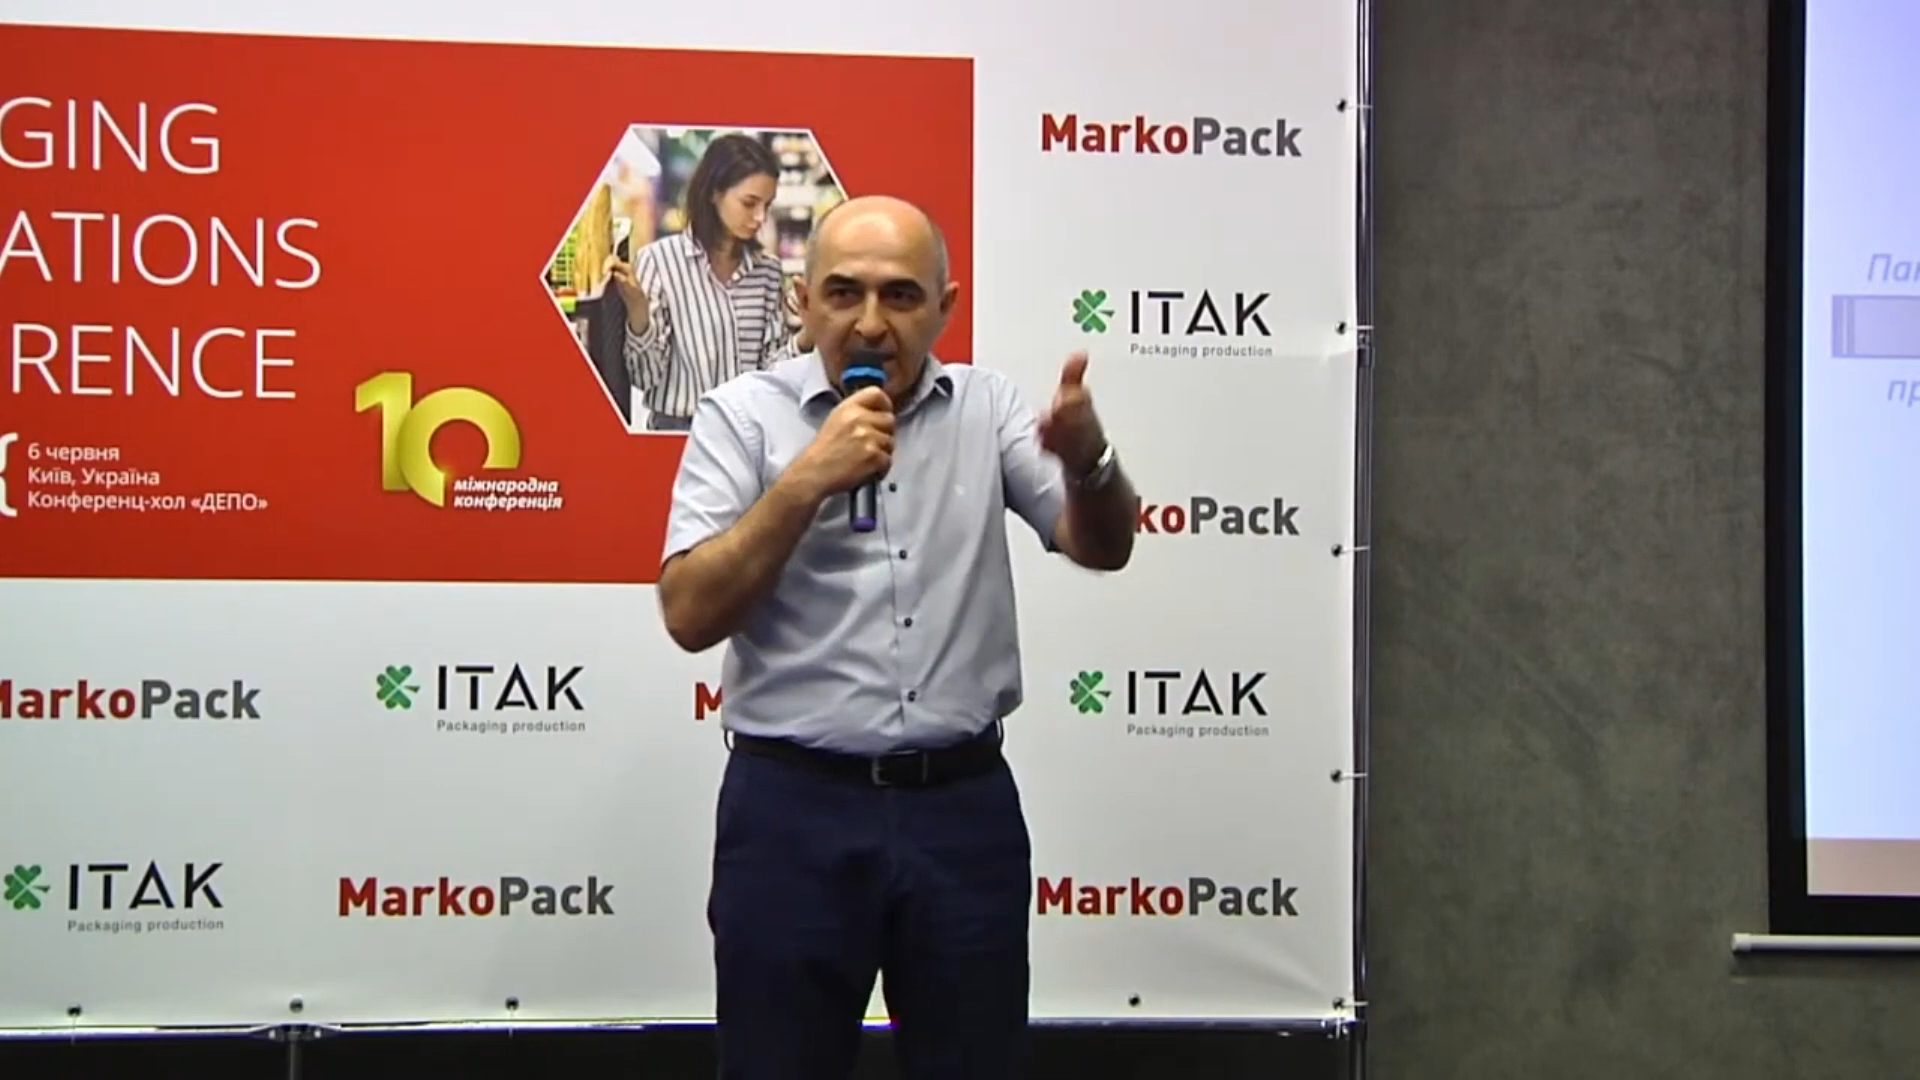 GING
ATIONS
RENCE
6 червня
Київ, Україна
Конференц-хол «ДЕПО»
10
міжнародна
конференція
MarkoPack
ITAK
Packaging production
koPack
MarkoPack
ITAK
Packaging production
M
ITAK
Packaging production
ITAK
Packaging production
MarkoPack
MarkoPack
Пап
пр